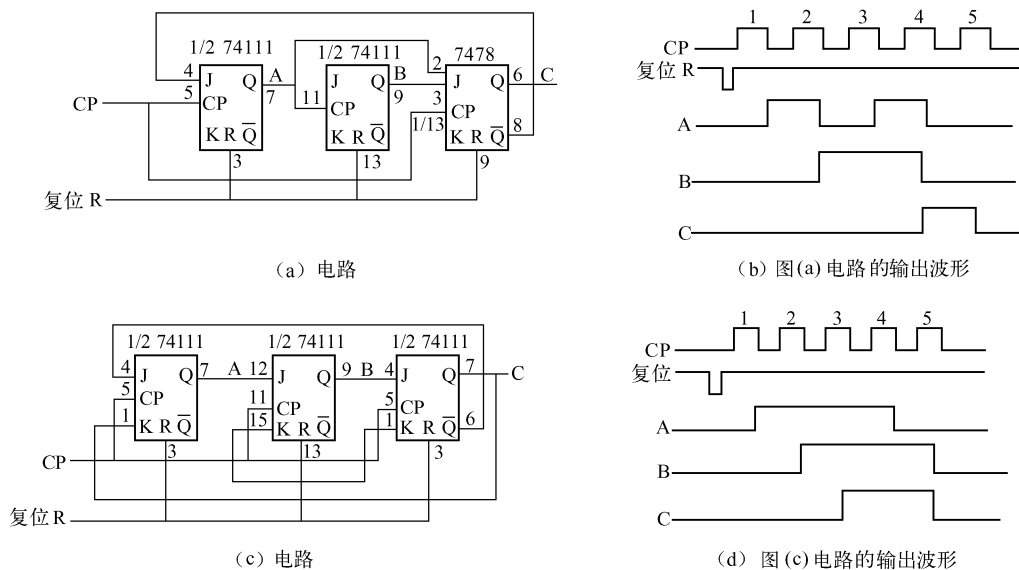 1/2 74111 1/2 74111 7478
4 J Q A 7 5 CP K R Q̅ 3
11 J Q B 9 CP K R Q̅ 13
2 J Q 6 C 3 CP 1/13 K R Q̅ 8 9
CP
复位 R
(a) 电路
1 2 3 4 5
CP
复位 R
A
B
C
(b) 图(a) 电路的输出波形
1/2 74111 1/2 74111 1/2 74111
4 J Q 7 A 12 J Q 9 B 4 J Q 7 C
5 CP 11 CP 5 CP
1 K R Q̅ 15 K R Q̅ 1 K R Q̅ 6
3 13 3
CP
复位 R
(c) 电路
1 2 3 4 5
CP
复位
A
B
C
(d) 图 (c) 电路的输出波形